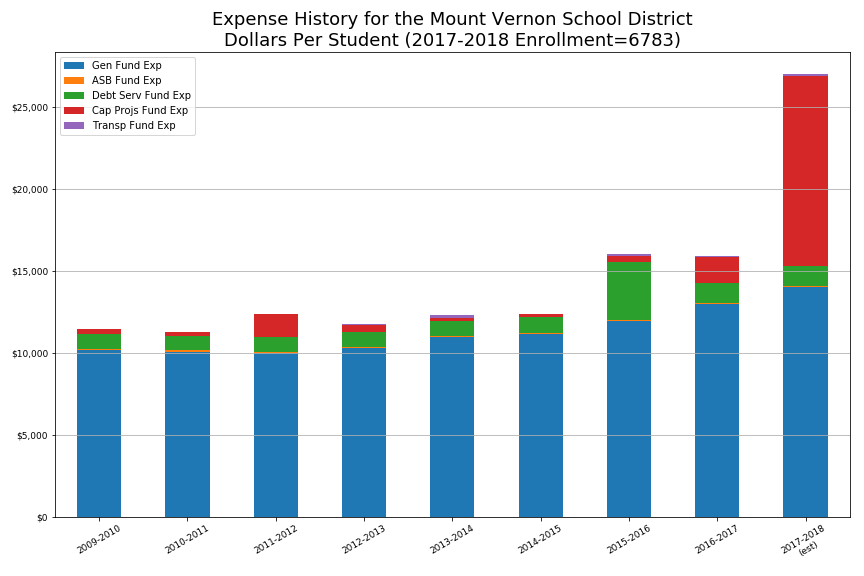 Expense History for the Mount Vernon School District
Dollars Per Student (2017-2018 Enrollment=6783)
Gen Fund Exp
ASB Fund Exp
Debt Serv Fund Exp
Cap Projs Fund Exp
Transp Fund Exp
$25,000
$20,000
$15,000
$10,000
$5,000
$0
2009-2010
2010-2011
2011-2012
2012-2013
2013-2014
2014-2015
2015-2016
2016-2017
2017-2018
(est)